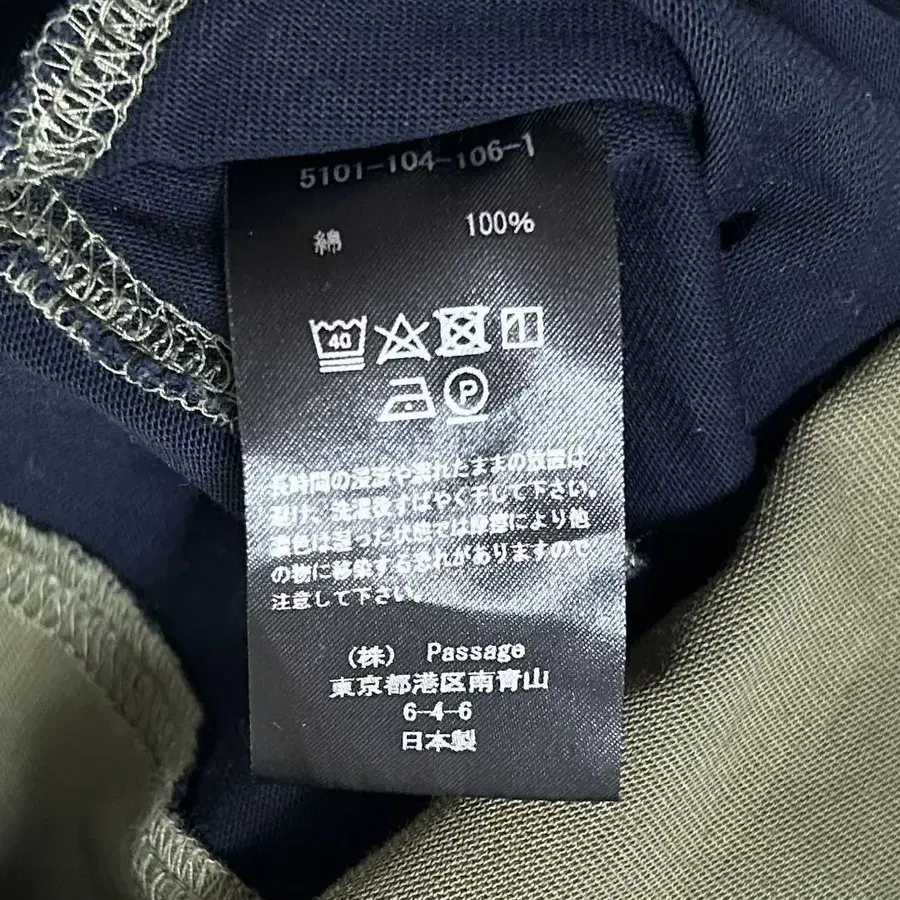 5101-104-106-1
綿 100%
40
P
長時間の浸漬や濡れたままの放置は
避け、洗濯後すばやく干して下さい。
濃色は湿った状態では摩擦により他
の物に移染する恐れがありますので
注意して下さい。
(株) Passage
東京都港区南青山
6-4-6
日本製